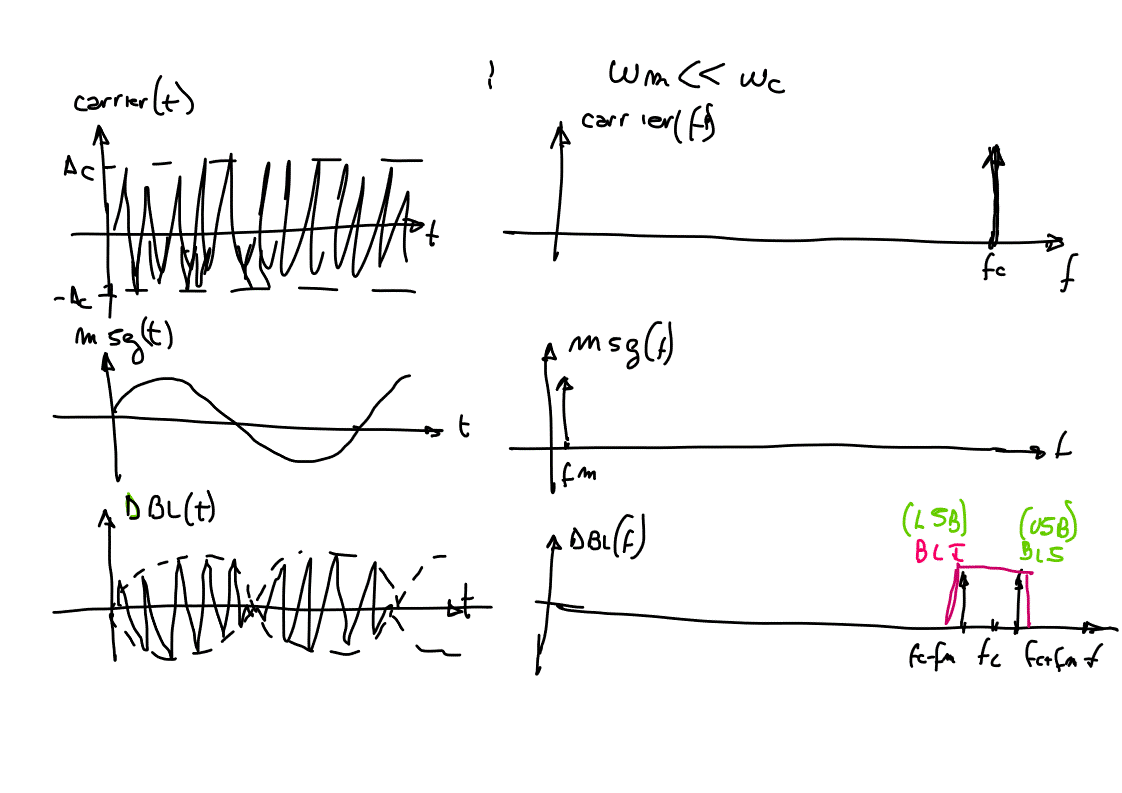 carrier(t)
Ac
-Ac
t
ωm << ωc
carrier(f)
fc
f
msg(t)
t
msg(f)
fm
f
DBL(t)
t
DBL(f)
(LSB)
BLI
(USB)
BLS
fc-fm
fc
fc+fm
f